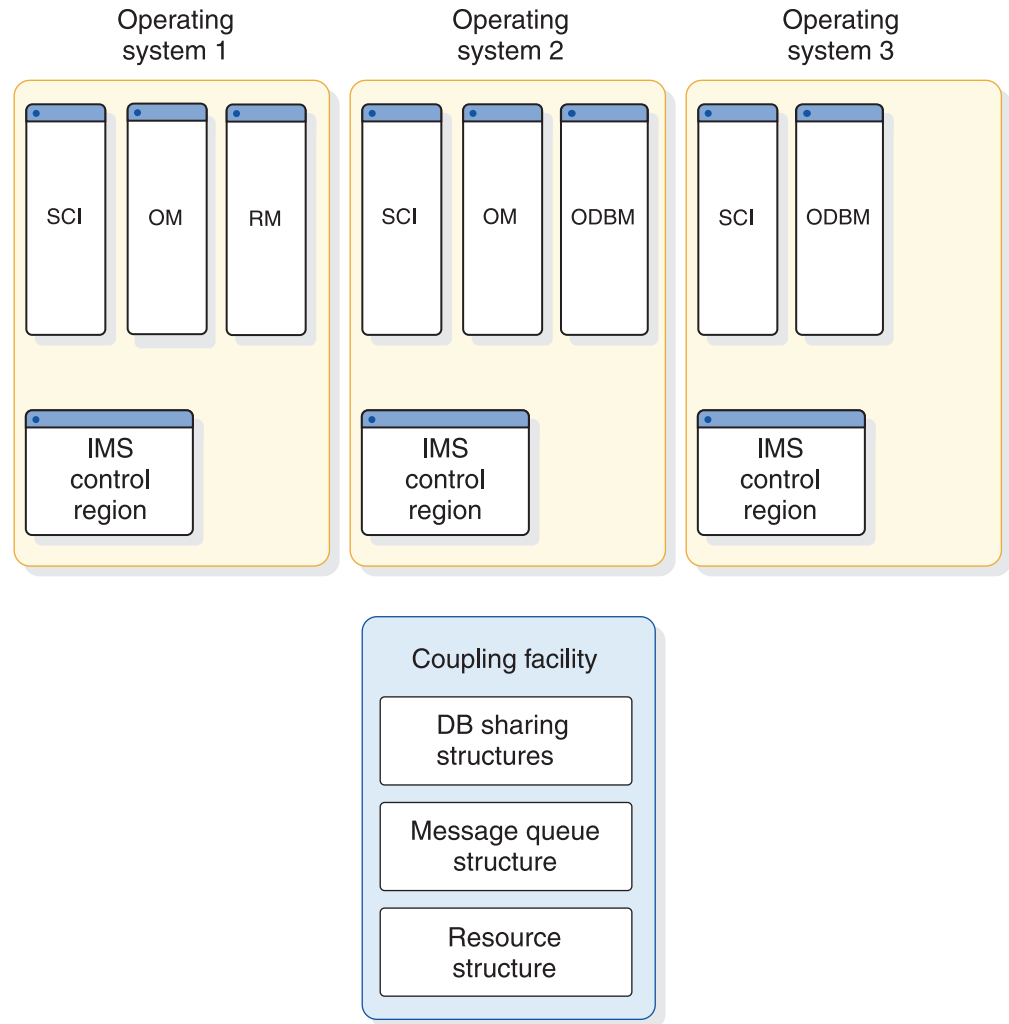 Operating
system 1
Operating
system 2
Operating
system 3
SCI
OM
RM
SCI
OM
ODBM
SCI
ODBM
IMS
control
region
IMS
control
region
IMS
control
region
Coupling facility
DB sharing
structures
Message queue
structure
Resource
structure